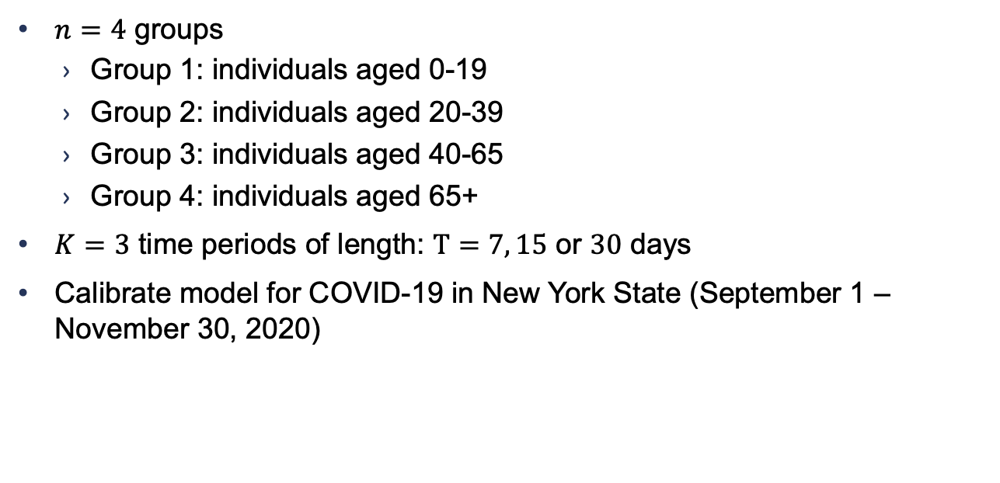 • n = 4 groups
› Group 1: individuals aged 0-19
› Group 2: individuals aged 20-39
› Group 3: individuals aged 40-65
› Group 4: individuals aged 65+
• K = 3 time periods of length: T = 7, 15 or 30 days
• Calibrate model for COVID-19 in New York State (September 1 –
November 30, 2020)